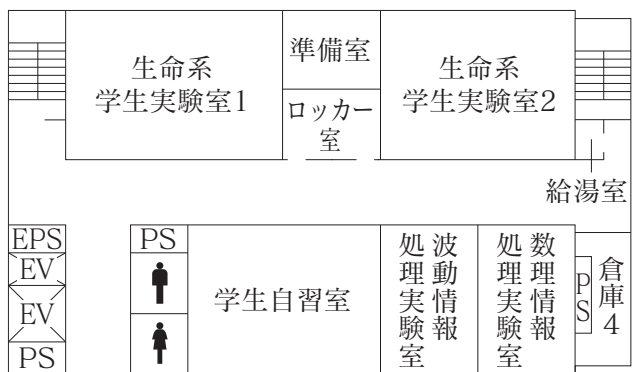 生命系
学生実験室1
準備室
ロッカー
室
生命系
学生実験室2
給湯室
EPS
EV
EV
PS
PS
学生自習室
波動情報
処理実験室
数理情報
処理実験室
PS
倉庫4